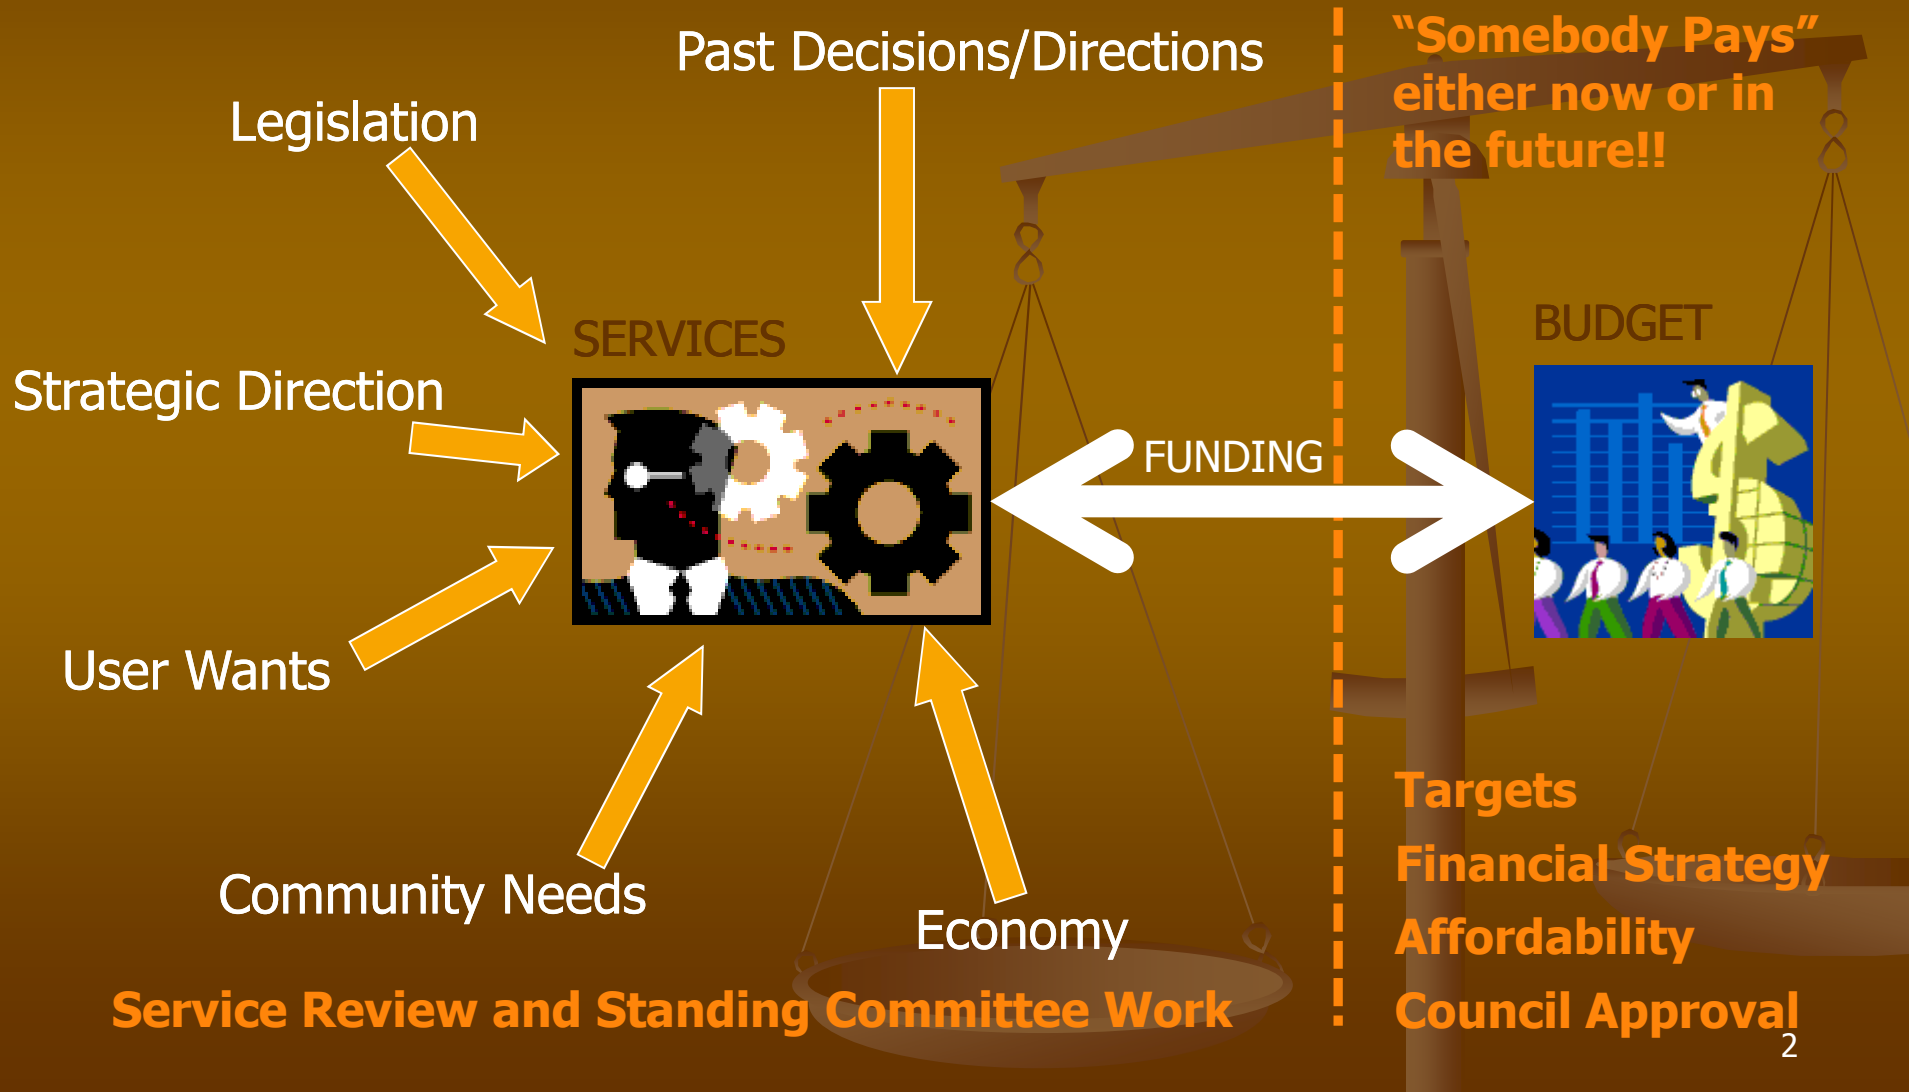 Past Decisions/Directions
Legislation
Strategic Direction
User Wants
Community Needs
Economy
SERVICES
FUNDING
Service Review and Standing Committee Work
“Somebody Pays”
either now or in
the future!!
BUDGET
Targets
Financial Strategy
Affordability
Council Approval
2